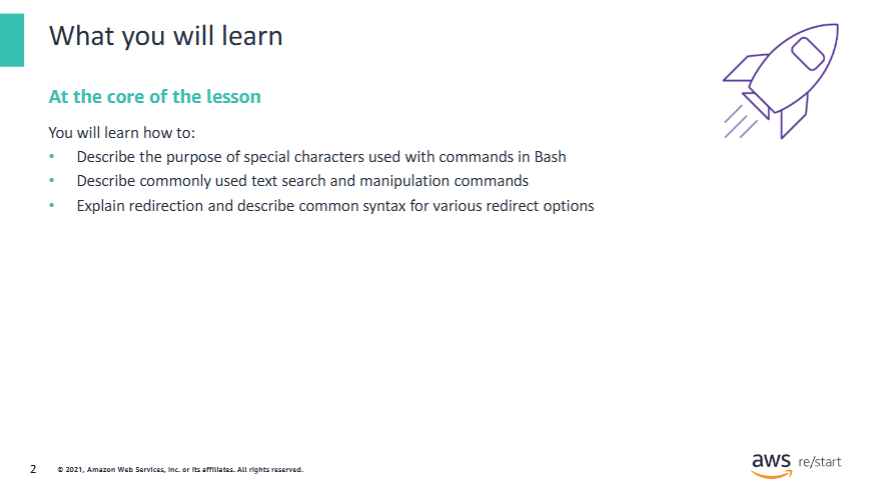 What you will learn
At the core of the lesson
You will learn how to:
• Describe the purpose of special characters used with commands in Bash
• Describe commonly used text search and manipulation commands
• Explain redirection and describe common syntax for various redirect options
2 © 2021, Amazon Web Services, Inc. or its affiliates. All rights reserved.
aws re/start